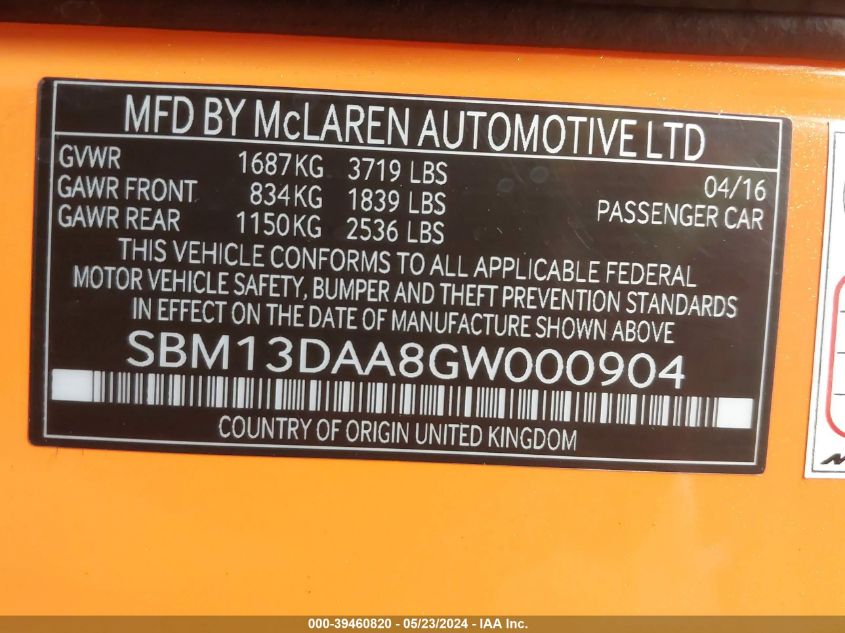 MFD BY McLAREN AUTOMOTIVE LTD
GVWR 1687KG 3719 LBS 04/16
GAWR FRONT 834KG 1839 LBS PASSENGER CAR
GAWR REAR 1150KG 2536 LBS
THIS VEHICLE CONFORMS TO ALL APPLICABLE FEDERAL
MOTOR VEHICLE SAFETY, BUMPER AND THEFT PREVENTION STANDARDS
IN EFFECT ON THE DATE OF MANUFACTURE SHOWN ABOVE
SBM13DAA8GW000904
COUNTRY OF ORIGIN UNITED KINGDOM
000-39460820 - 05/23/2024 - IAA Inc.